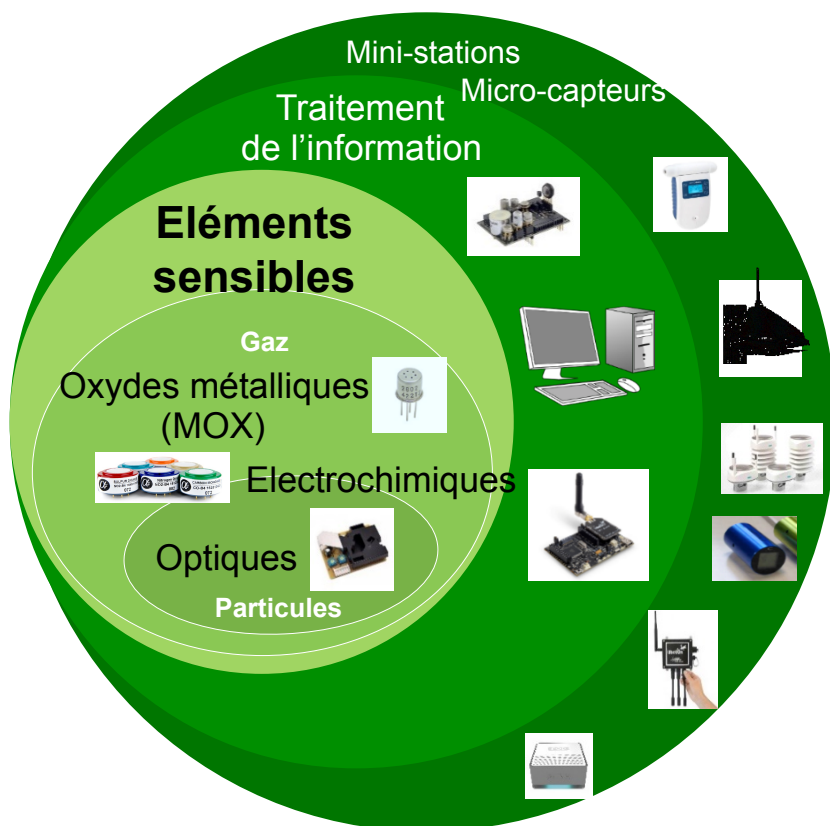 Mini-stations
Micro-capteurs
Traitement
de l'information
Eléments
sensibles
Gaz
Oxydes métalliques
(MOX)
Electrochimiques
Optiques
Particules